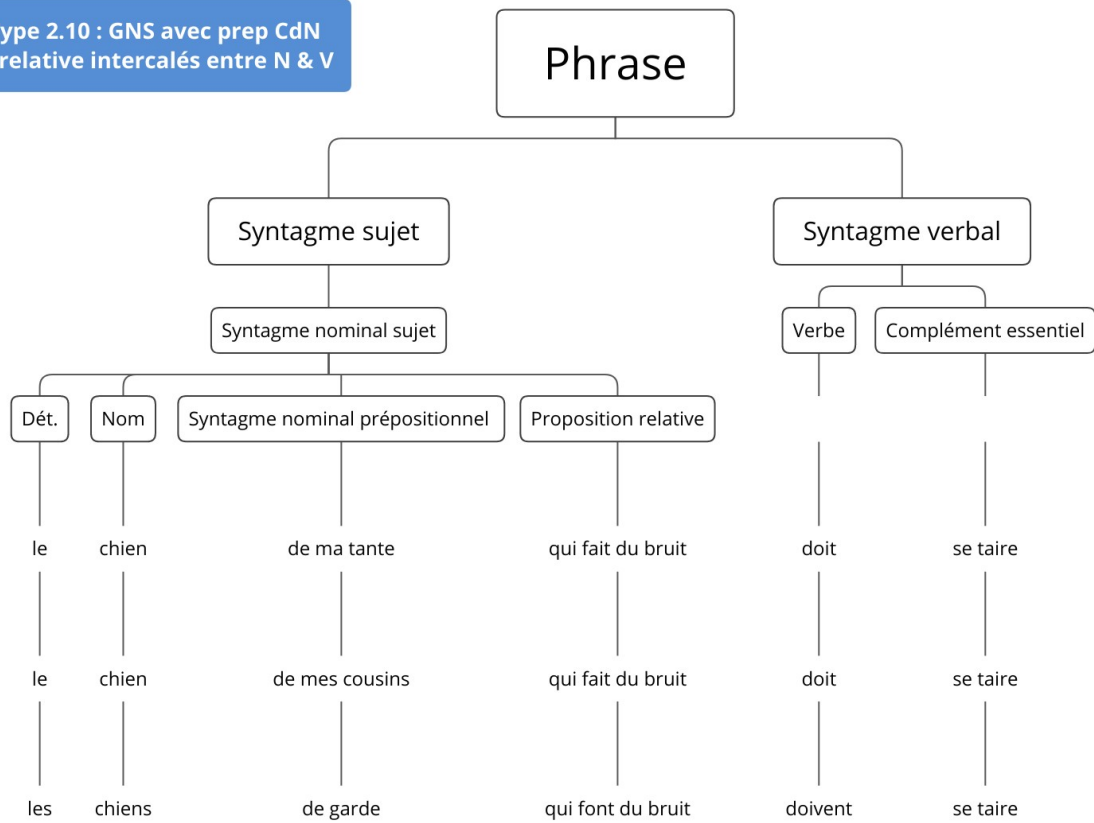 ype 2.10 : GNS avec prep CdN
relative intercalés entre N & V
Phrase
Syntagme sujet
Syntagme verbal
Syntagme nominal sujet
Verbe
Complément essentiel
Dét.
Nom
Syntagme nominal prépositionnel
Proposition relative
le chien de ma tante qui fait du bruit doit se taire
le chien de mes cousins qui fait du bruit doit se taire
les chiens de garde qui font du bruit doivent se taire